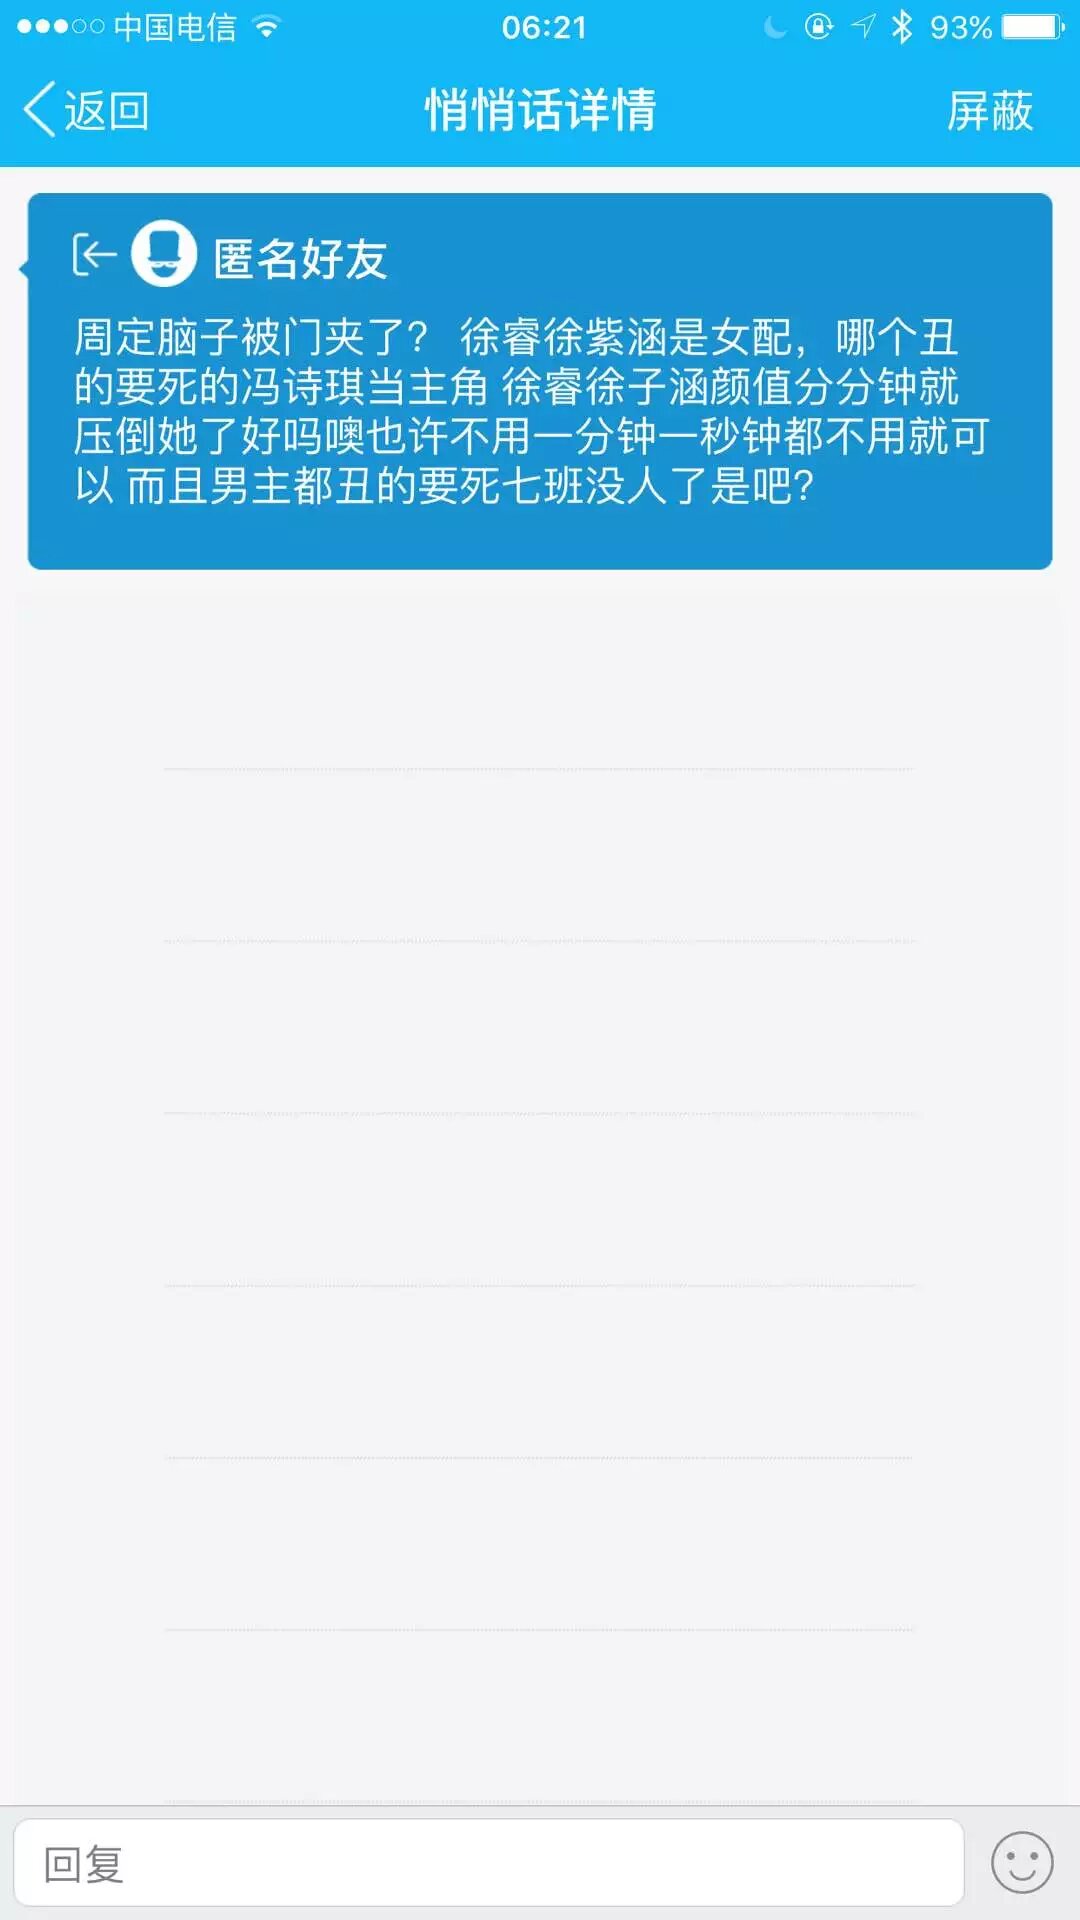 中国电信 06:21 93%
返回 悄悄话详情 屏蔽
匿名好友
周定脑子被门夹了？ 徐睿徐紫涵是女配，哪个丑
的要死的冯诗琪当主角 徐睿徐子涵颜值分分钟就
压倒她了好吗噢也许不用一分钟一秒钟都不用就可
以 而且男主都丑的要死七班没人了是吧？
回复